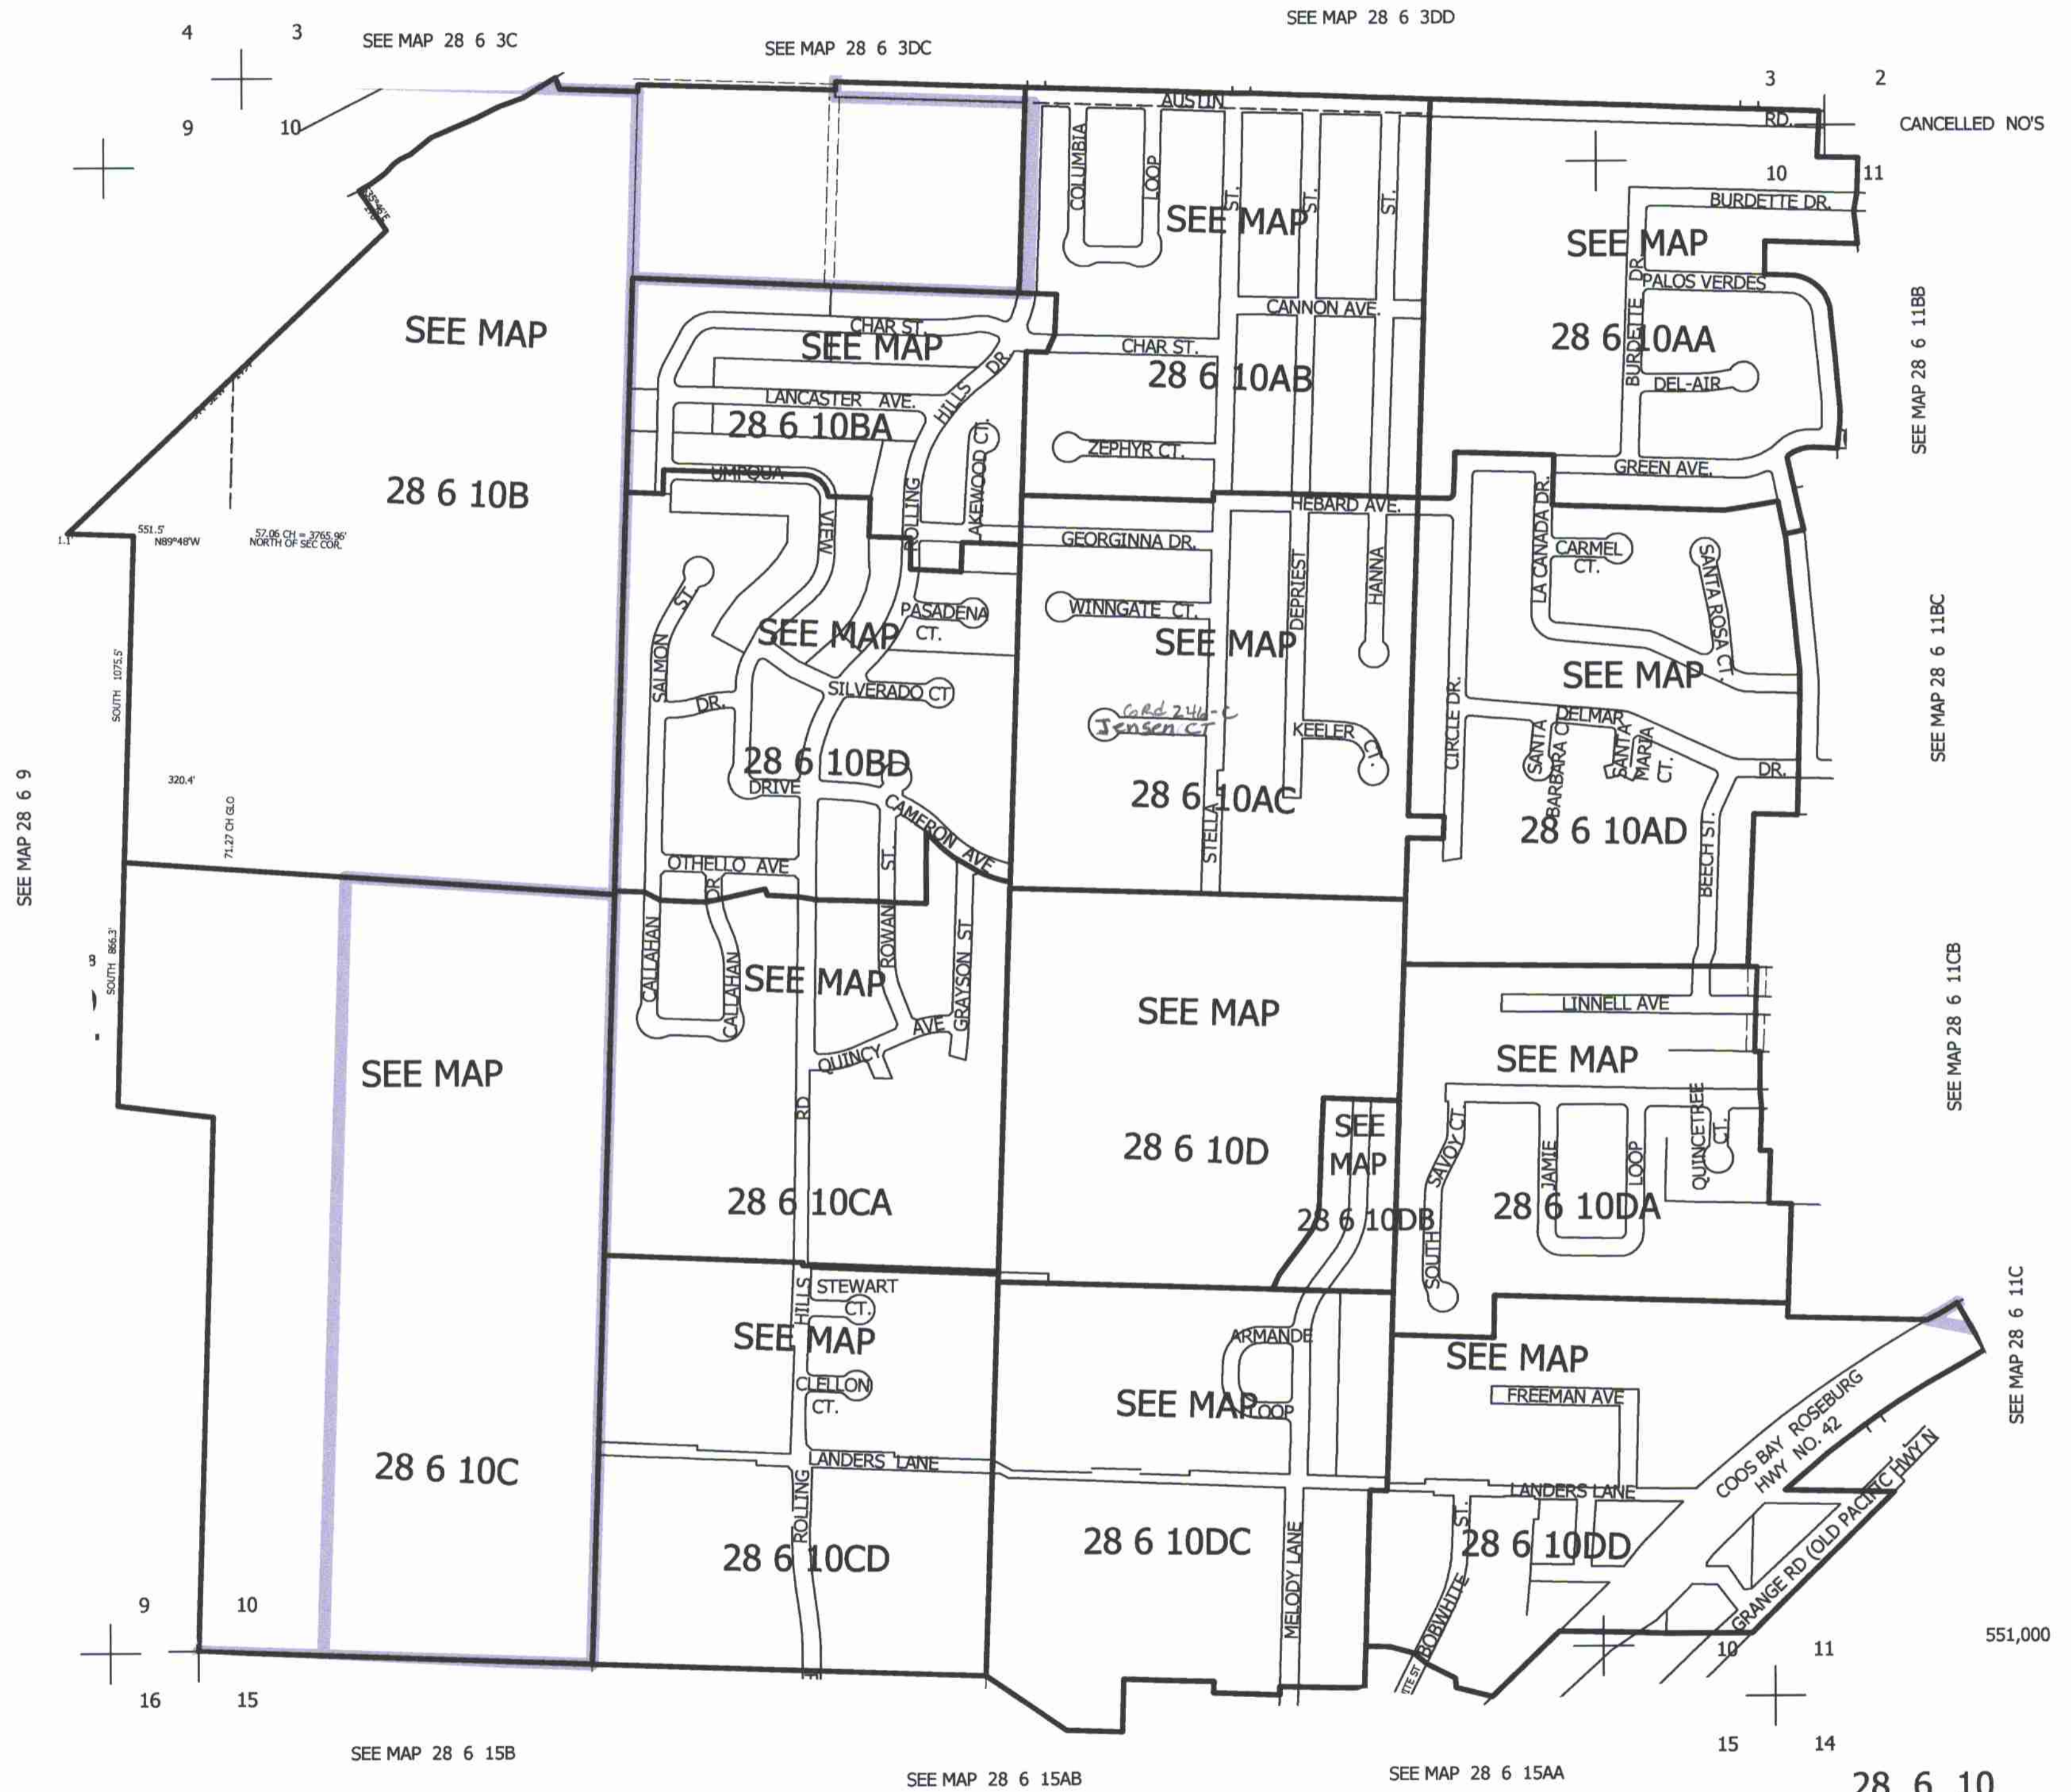 SEE MAP 28 6 3DD
4 3
SEE MAP 28 6 3C
SEE MAP 28 6 3DC
3 2
9 10
CANCELLED NO'S
AUSTIN
RD.
10 11
COLUMBIA
LOOP
ST.
ST.
ST.
SEE MAP
28 6 10AB
CANNON AVE.
CHAR ST.
ZEPHYR CT.
BURDETTE DR.
SEE MAP
BURDETTE DR.
PALOS VERDES
28 6 10AA
DEL-AIR
GREEN AVE.
SEE MAP 28 6 11BB
SEE MAP
28 6 10B
1.1'
551.5'
N89°48'W
57.06 CH = 3765.96'
NORTH OF SEC COR.
SOUTH 1075.5'
320.4'
71.27 CH GLO
SEE MAP 28 6 9
SOUTH 866.3'
CHAR ST.
SEE MAP
HILLS DR.
LANCASTER AVE.
28 6 10BA
LAKEWOOD CT.
UMPQUA
VIEW
ROLLING
SALMON ST.
PASADENA
CT.
SEE MAP
SILVERADO CT
DR.
28 6 10BD
DRIVE
CAMERON AVE
OTHELLO AVE
DR.
ST.
HEBARD AVE.
GEORGINNA DR.
WINNGATE CT.
DEPRIEST
HANNA
SEE MAP
CoRd 246-C
Jensen CT
KEELER CT.
28 6 10AC
STELLA
LA CANADA DR.
CARMEL
CT.
SANTA ROSA CT.
SEE MAP
CIRCLE DR.
DELMAR
SANTA
BARBARA CT
SANTA
MARIA
CT.
DR.
28 6 10AD
BEECH ST.
SEE MAP 28 6 11BC
SEE MAP
28 6 10C
CALLAHAN
CALLAHAN
SEE MAP
ROWAN
GRAYSON ST
QUINCY AVE
RD
28 6 10CA
SEE MAP
28 6 10D
SEE
MAP
28 6 10DB
LINNELL AVE
SEE MAP
SAVOY CT.
SOUTH
JAMIE
LOOP
QUINCETREE
CT.
28 6 10DA
SEE MAP 28 6 11CB
HILLS
STEWART
CT.
SEE MAP
CLELLON
CT.
LANDERS LANE
ROLLING
28 6 10CD
ARMANDE
SEE MAP
LOOP
28 6 10DC
MELODY LANE
SEE MAP
FREEMAN AVE
LANDERS LANE
ST.
28 6 10DD
BOBWHITE
COOS BAY ROSEBURG
HWY NO. 42
GRANGE RD (OLD PACIFIC HWY N
SEE MAP 28 6 11C
9 10
16 15
10 11
551,000
15 14
SEE MAP 28 6 15B
SEE MAP 28 6 15AB
SEE MAP 28 6 15AA
28 6 10